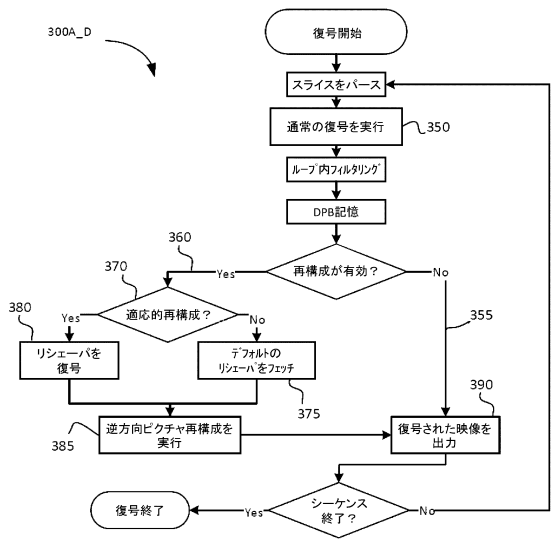 300A_D
復号開始
スライスをパース
通常の復号を実行
350
ループ内フィルタリング
DPB記憶
360
再構成が有効？
Yes
No
370
適応的再構成？
Yes
No
380
355
リシェーパを
復号
デフォルトの
リシェーパをフェッチ
375
390
逆方向ピクチャ再構成を
実行
385
復号された映像を
出力
シーケンス
終了？
Yes
No
復号終了